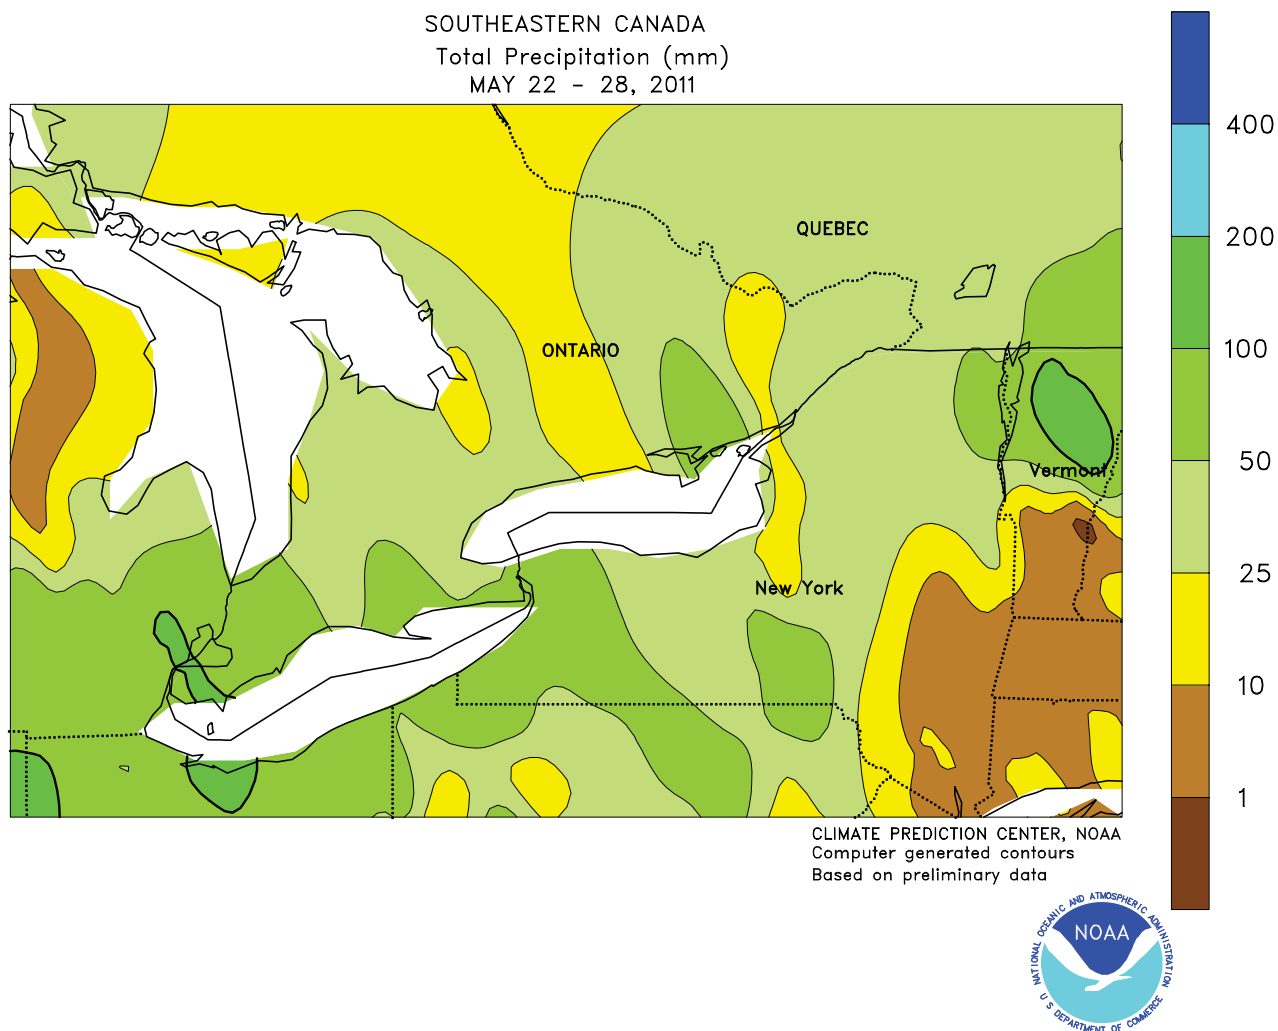 SOUTHEASTERN CANADA
Total Precipitation (mm)
MAY 22 - 28, 2011
400
200
100
50
25
10
1
QUEBEC
ONTARIO
Vermont
New York
CLIMATE PREDICTION CENTER, NOAA
Computer generated contours
Based on preliminary data
NATIONAL OCEANIC AND ATMOSPHERIC ADMINISTRATION
NOAA
U S DEPARTMENT OF COMMERCE